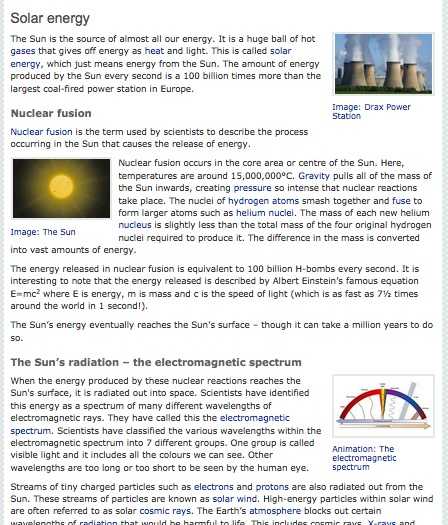 Solar energy
The Sun is the source of almost all our energy. It is a huge ball of hot
gases that gives off energy as heat and light. This is called solar
energy, which just means energy from the Sun. The amount of energy
produced by the Sun every second is a 100 billion times more than the
largest coal-fired power station in Europe.
Image: Drax Power
Station
Nuclear fusion
Nuclear fusion is the term used by scientists to describe the process
occurring in the Sun that causes the release of energy.
Nuclear fusion occurs in the core area or centre of the Sun. Here,
temperatures are around 15,000,000°C. Gravity pulls all of the mass of
the Sun inwards, creating pressure so intense that nuclear reactions
take place. The nuclei of hydrogen atoms smash together and fuse to
form larger atoms such as helium nuclei. The mass of each new helium
nucleus is slightly less than the total mass of the four original hydrogen
nuclei required to produce it. The difference in the mass is converted
into vast amounts of energy.
Image: The Sun
The energy released in nuclear fusion is equivalent to 100 billion H-bombs every second. It is
interesting to note that the energy released is described by Albert Einstein's famous equation
E=mc² where E is energy, m is mass and c is the speed of light (which is as fast as 7½ times
around the world in 1 second!).
The Sun's energy eventually reaches the Sun's surface – though it can take a million years to do
so.
The Sun's radiation – the electromagnetic spectrum
When the energy produced by these nuclear reactions reaches the
Sun's surface, it is radiated out into space. Scientists have identified
this energy as a spectrum of many different wavelengths of
electromagnetic rays. They have called this the electromagnetic
spectrum. Scientists have classified the various wavelengths within the
electromagnetic spectrum into 7 different groups. One group is called
visible light and it includes all the colours we can see. Other
wavelengths are too long or too short to be seen by the human eye.
Animation: The
electromagnetic
spectrum
Streams of tiny charged particles such as electrons and protons are also radiated out from the
Sun. These streams of particles are known as solar wind. High-energy particles within solar wind
are often referred to as solar cosmic rays. The Earth's atmosphere blocks out certain
wavelengths of radiation that would be harmful to life. This includes cosmic rays, X-rays and